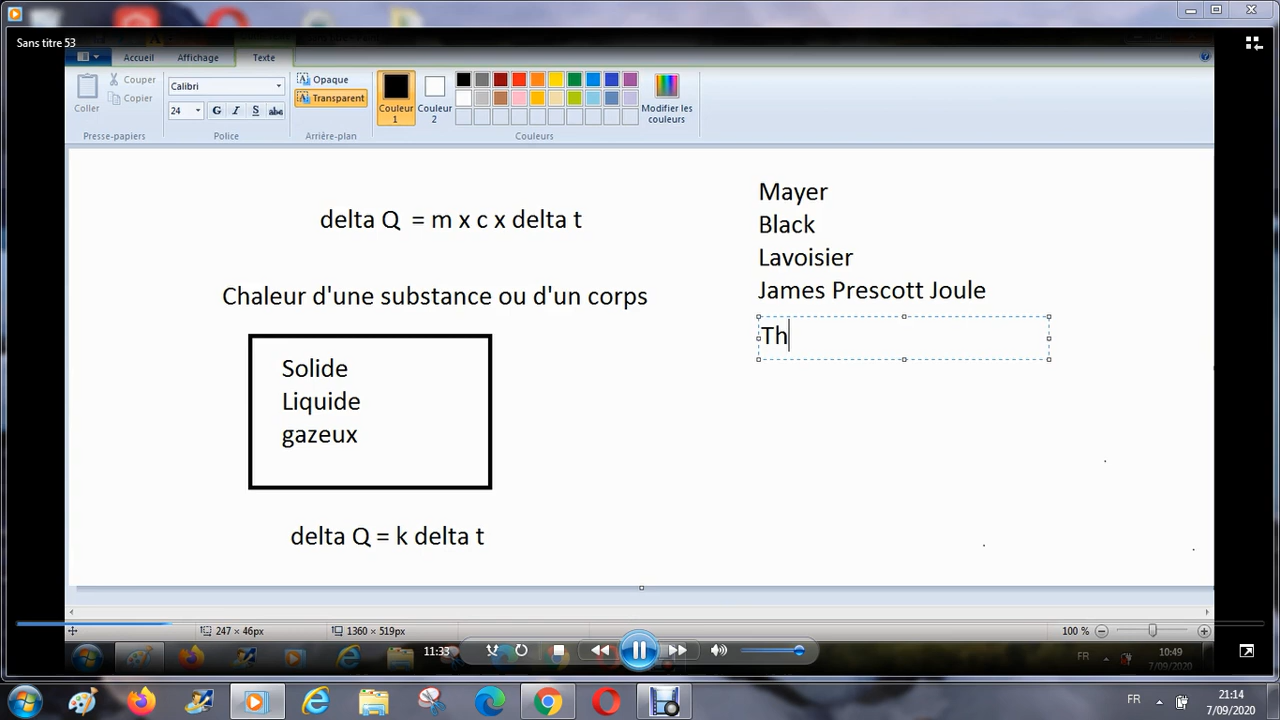 Sans titre 53
Accueil Affichage Texte
Coller
Couper
Copier
Presse-papiers
Calibri
24 G I S abc
Police
Opaque
Transparent
Arrière-plan
Couleur 1
Couleur 2
Modifier les couleurs
Couleurs
delta Q = m x c x delta t
Chaleur d'une substance ou d'un corps
Solide
Liquide
gazeux
delta Q = k delta t
Mayer
Black
Lavoisier
James Prescott Joule
Th
247 × 46px
1360 × 519px
100 %
11:33
FR
10:49
7/09/2020
FR
21:14
7/09/2020